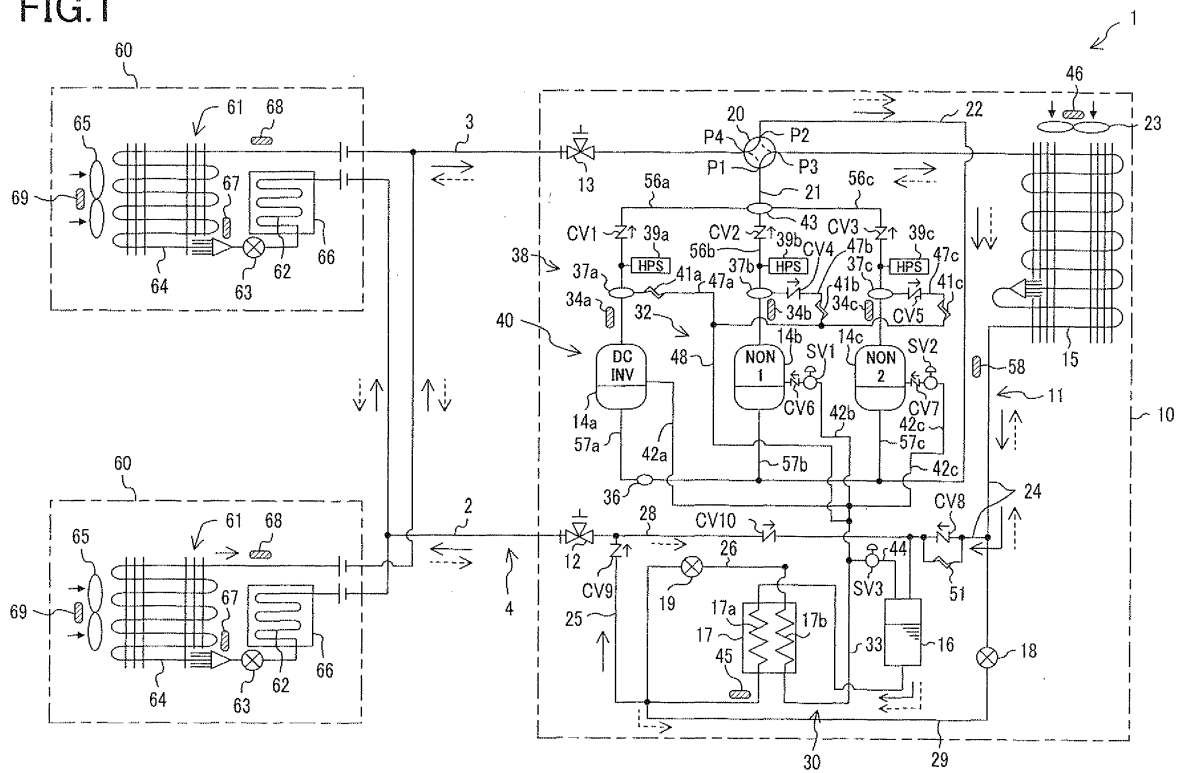 FIG.1
1
60
61
68
65
67
69
64
63
62
66
3
13
20
P4
P2
P3
P1
22
46
23
21
56a
56c
43
CV1
CV2
CV3
56b
39a
39b
39c
HPS
HPS
HPS
CV4
47b
47c
38
37a
41a
47a
37b
37c
41b
41c
34a
32
34b
34c
CV5
40
DC
INV
NON
1
NON
2
14b
14c
SV1
SV2
48
CV6
CV7
15
58
11
10
14a
57a
42a
42b
42c
57b
57c
42c
36
24
60
61
68
65
67
69
64
63
62
66
2
4
12
28
CV10
CV8
CV9
26
19
44
SV3
51
25
17a
17
17b
16
18
45
33
30
29